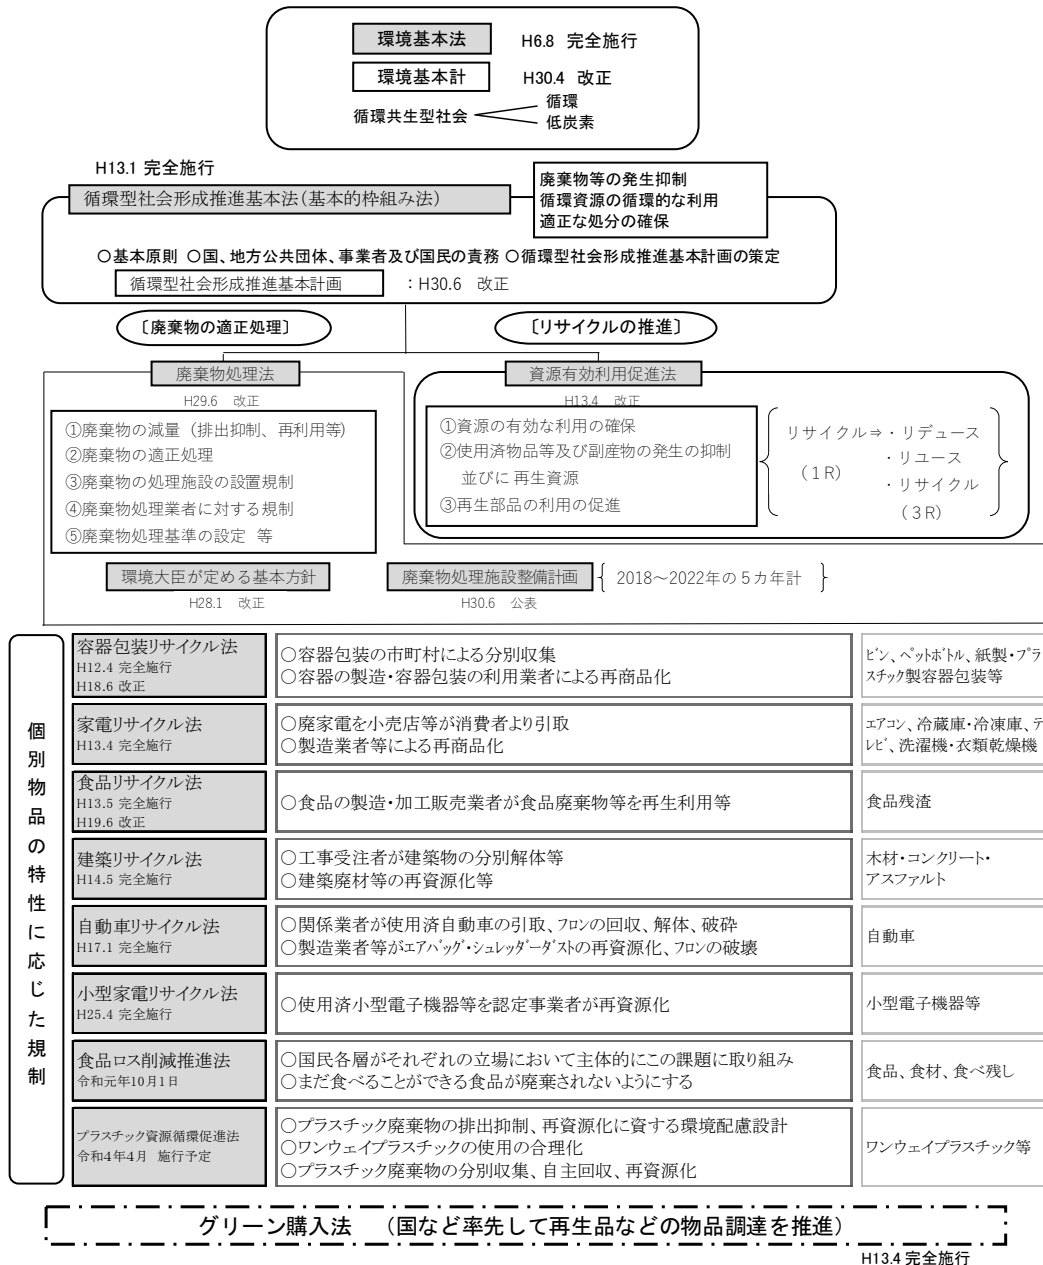 環境基本法 H6.8 完全施行
環境基本計 H30.4 改正
循環共生型社会 循環
低炭素
H13.1 完全施行
循環型社会形成推進基本法(基本的枠組み法)
廃棄物等の発生抑制
循環資源の循環的な利用
適正な処分の確保
○基本原則 ○国、地方公共団体、事業者及び国民の責務 ○循環型社会形成推進基本計画の策定
循環型社会形成推進基本計画 :H30.6 改正
〔廃棄物の適正処理〕
〔リサイクルの推進〕
廃棄物処理法
H29.6 改正
①廃棄物の減量（排出抑制、再利用等)
②廃棄物の適正処理
③廃棄物の処理施設の設置規制
④廃棄物処理業者に対する規制
⑤廃棄物処理基準の設定 等
資源有効利用促進法
H13.4 改正
①資源の有効な利用の確保
②使用済物品等及び副産物の発生の抑制
並びに 再生資源
③再生部品の利用の促進
リサイクル⇒・リデュース
・リユース
（1R）
・リサイクル
（3R）
環境大臣が定める基本方針
H28.1 改正
廃棄物処理施設整備計画 2018～2022年の5カ年計
H30.6 公表
個別物品の特性に応じた規制
容器包装リサイクル法
H12.4 完全施行
H18.6 改正
○容器包装の市町村による分別収集
○容器の製造・容器包装の利用業者による再商品化
ビン、ペットボトル、紙製・プラ
スチック製容器包装等
家電リサイクル法
H13.4 完全施行
○廃家電を小売店等が消費者より引取
○製造業者等による再商品化
エアコン、冷蔵庫・冷凍庫、テ
レビ、洗濯機・衣類乾燥機
食品リサイクル法
H13.5 完全施行
H19.6 改正
○食品の製造・加工販売業者が食品廃棄物等を再生利用等
食品残渣
建築リサイクル法
H14.5 完全施行
○工事受注者が建築物の分別解体等
○建築廃材等の再資源化等
木材・コンクリート・
アスファルト
自動車リサイクル法
H17.1 完全施行
○関係業者が使用済自動車の引取、フロンの回収、解体、破砕
○製造業者等がエアバッグ・シュレッダーダストの再資源化、フロンの破壊
自動車
小型家電リサイクル法
H25.4 完全施行
○使用済小型電子機器等を認定事業者が再資源化
小型電子機器等
食品ロス削減推進法
令和元年10月1日
○国民各層がそれぞれの立場において主体的にこの課題に取り組み
○まだ食べることができる食品が廃棄されないようにする
食品、食材、食べ残し
プラスチック資源循環促進法
令和4年4月 施行予定
○プラスチック廃棄物の排出抑制、再資源化に資する環境配慮設計
○ワンウェイプラスチックの使用の合理化
○プラスチック廃棄物の分別収集、自主回収、再資源化
ワンウェイプラスチック等
グリーン購入法 （国など率先して再生品などの物品調達を推進）
H13.4 完全施行